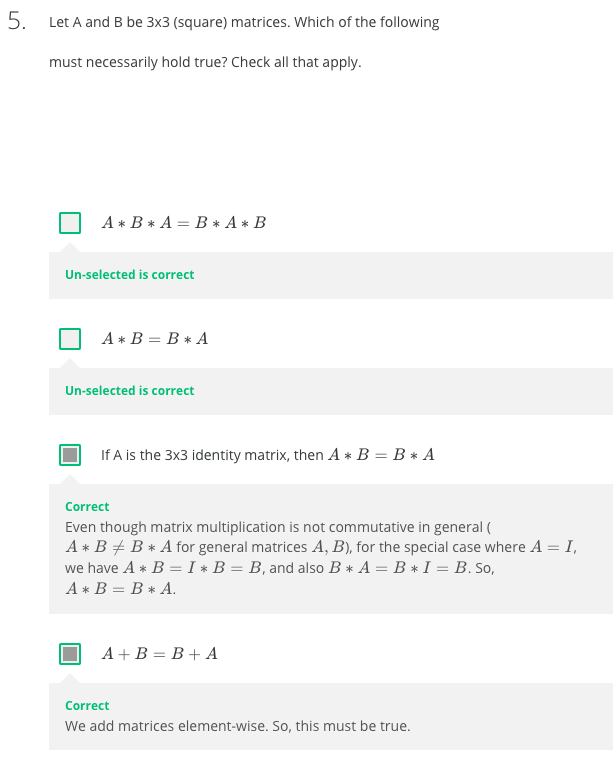 5. Let A and B be 3x3 (square) matrices. Which of the following
must necessarily hold true? Check all that apply.
A ∗ B ∗ A = B ∗ A ∗ B
Un-selected is correct
A ∗ B = B ∗ A
Un-selected is correct
If A is the 3x3 identity matrix, then A ∗ B = B ∗ A
Correct
Even though matrix multiplication is not commutative in general (
A ∗ B ≠ B ∗ A for general matrices A, B), for the special case where A = I,
we have A ∗ B = I ∗ B = B, and also B ∗ A = B ∗ I = B. So,
A ∗ B = B ∗ A.
A + B = B + A
Correct
We add matrices element-wise. So, this must be true.